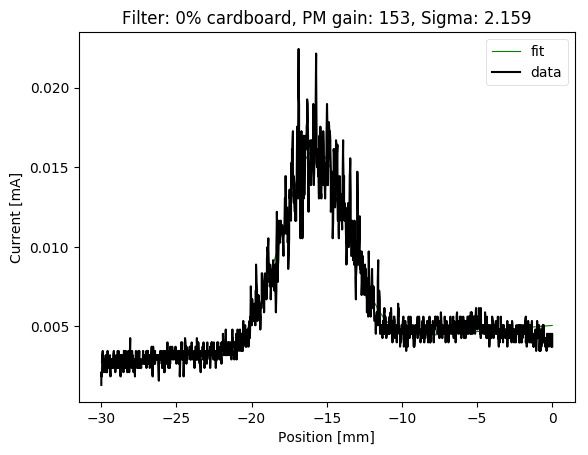 Filter: 0% cardboard, PM gain: 153, Sigma: 2.159
fit
data
0.020
0.015
0.010
0.005
Current [mA]
−30
−25
−20
−15
−10
−5
0
Position [mm]